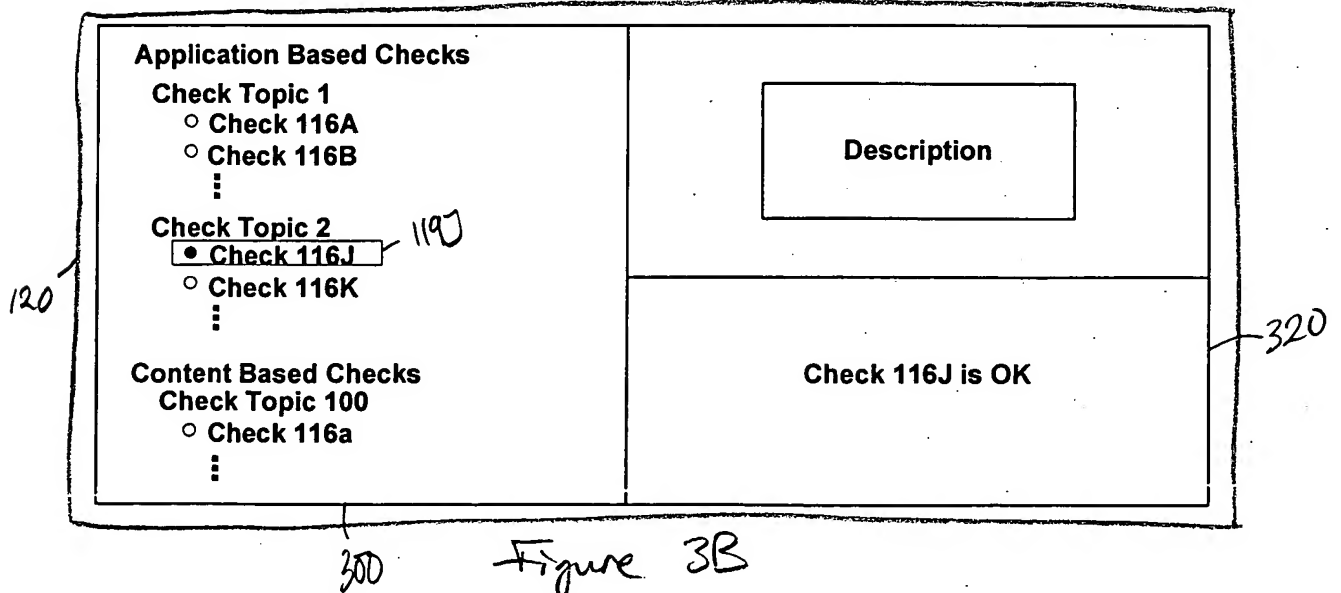 Application Based Checks
Check Topic 1
Check 116A
Check 116B
Check Topic 2
Check 116J
119J
Check 116K
Content Based Checks
Check Topic 100
Check 116a
Description
Check 116J is OK
120
320
300
Figure 3B